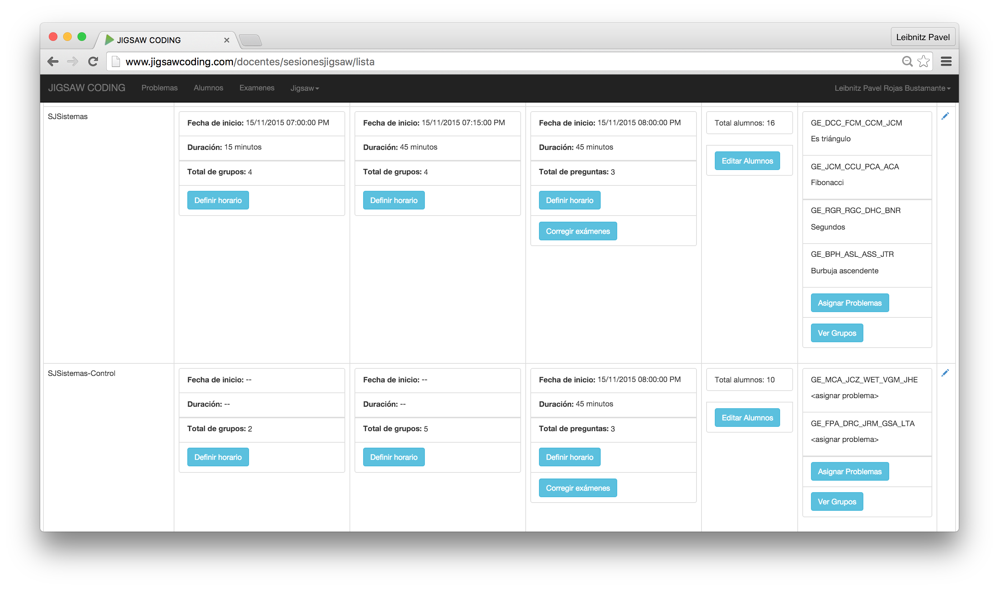 JIGSAW CODING
Leibnitz Pavel
www.jigsawcoding.com/docentes/sesionesjigsaw/lista
JIGSAW CODING Problemas Alumnos Examenes Jigsaw Leibnitz Pavel Rojas Bustamante
SJSistemas
Fecha de inicio: 15/11/2015 07:00:00 PM
Duración: 15 minutos
Total de grupos: 4
Definir horario
Fecha de inicio: 15/11/2015 07:15:00 PM
Duración: 45 minutos
Total de grupos: 4
Definir horario
Fecha de inicio: 15/11/2015 08:00:00 PM
Duración: 45 minutos
Total de preguntas: 3
Definir horario
Corregir exámenes
Total alumnos: 16
Editar Alumnos
GE_DCC_FCM_CCM_JCM
Es triángulo
GE_JCM_CCU_PCA_ACA
Fibonacci
GE_RGR_RGC_DHC_BNR
Segundos
GE_BPH_ASL_ASS_JTR
Burbuja ascendente
Asignar Problemas
Ver Grupos
SJSistemas-Control
Fecha de inicio: --
Duración: --
Total de grupos: 2
Definir horario
Fecha de inicio: --
Duración: --
Total de grupos: 5
Definir horario
Fecha de inicio: 15/11/2015 08:00:00 PM
Duración: 45 minutos
Total de preguntas: 3
Definir horario
Corregir exámenes
Total alumnos: 10
Editar Alumnos
GE_MCA_JCZ_WET_VGM_JHE
<asignar problema>
GE_FPA_DRC_JRM_GSA_LTA
<asignar problema>
Asignar Problemas
Ver Grupos